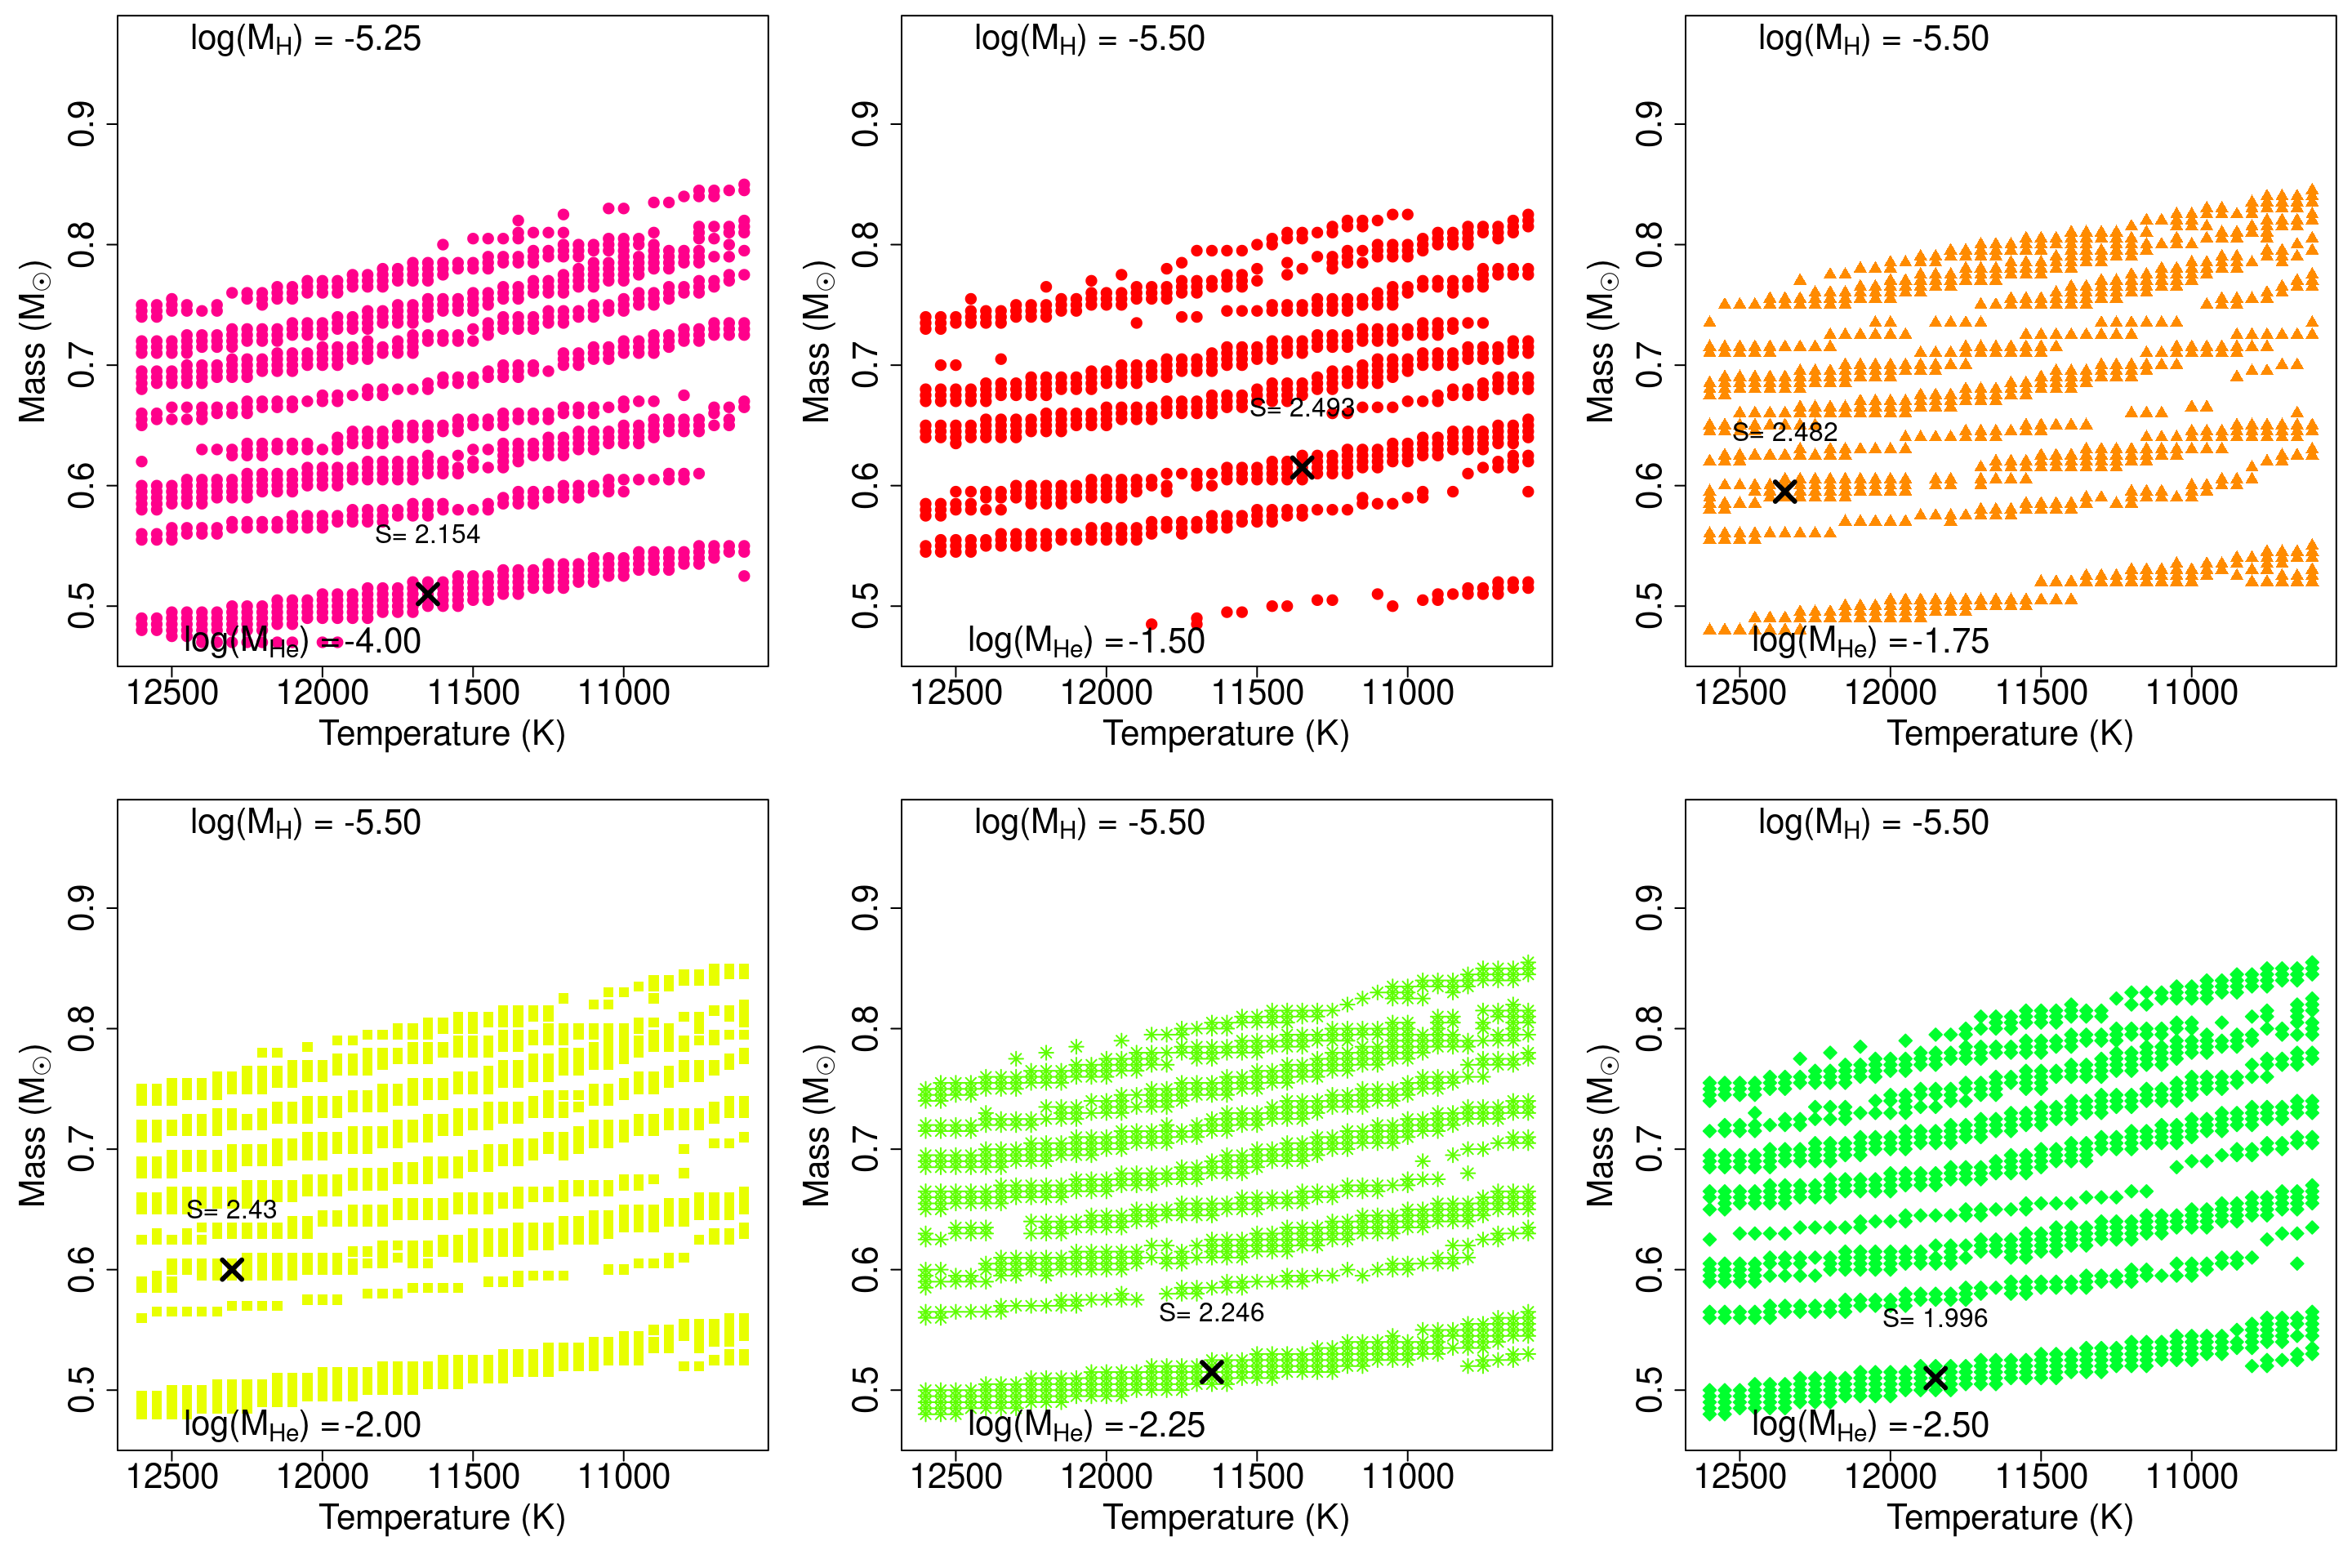 log(M_H) = -5.25
0.9
0.8
0.7
0.6
0.5
Mass (M⊙)
S= 2.154
log(M_He) =-4.00
12500 12000 11500 11000
Temperature (K)
log(M_H) = -5.50
0.9
0.8
0.7
0.6
0.5
Mass (M⊙)
S= 2.493
log(M_He) =-1.50
12500 12000 11500 11000
Temperature (K)
log(M_H) = -5.50
0.9
0.8
0.7
0.6
0.5
Mass (M⊙)
S= 2.482
log(M_He) =-1.75
12500 12000 11500 11000
Temperature (K)
log(M_H) = -5.50
0.9
0.8
0.7
0.6
0.5
Mass (M⊙)
S= 2.43
log(M_He) =-2.00
12500 12000 11500 11000
Temperature (K)
log(M_H) = -5.50
0.9
0.8
0.7
0.6
0.5
Mass (M⊙)
S= 2.246
log(M_He) =-2.25
12500 12000 11500 11000
Temperature (K)
log(M_H) = -5.50
0.9
0.8
0.7
0.6
0.5
Mass (M⊙)
S= 1.996
log(M_He) =-2.50
12500 12000 11500 11000
Temperature (K)